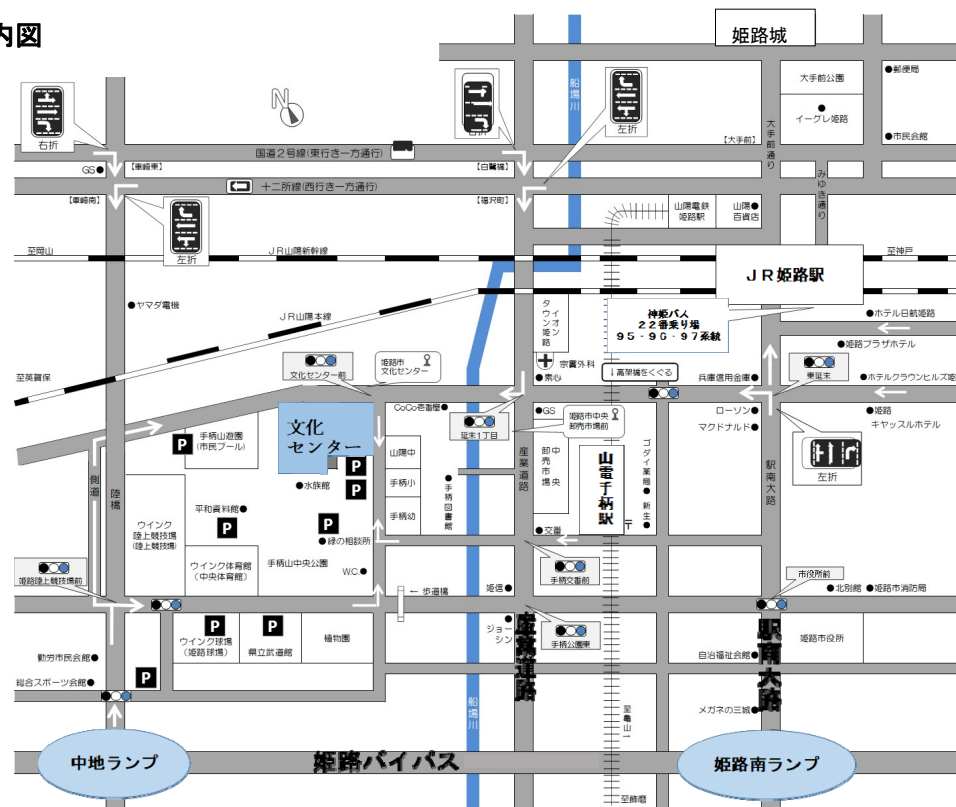 内図
姫路城
船場川
大手前公園
●郵便局
イーグレ姫路
●市民会館
大手前通り
右折
左折
N
国道2号線(東行き一方通行)
【大手前】
GS●
【車崎東】
【白鷺橋】
十二所線(西行き一方通行)
みゆき通り
【車崎南】
【福沢町】
山陽電鉄
姫路駅
山陽●
百貨店
左折
至岡山
JR山陽新幹線
至神戸
JR姫路駅
●ヤマダ電機
JR山陽本線
タウイン
オ姫路
神姫バス
22番乗り場
95-96-97系統
●ホテル日航姫路
●姫路プラザホテル
宗實外科
至英賀保
文化センター前
姫路市
文化センター
●素心
↓高架橋をくぐる
兵庫信用金庫●
東延末
●ホテルクラウンヒルズ姫
CoCo壱番屋●
延末1丁目
●GS
姫路市中央
卸売市場前
ローソン●
マクドナルド●
●姫路
キャッスルホテル
文化
センター
手柄山遊園
(市民プール)
P
山陽中
手柄小
手柄幼
●手柄図書館
産業道路
中央
卸売市場
山電手柄駅
ゴダイ薬局●
新生●
〒
駅南大路
左折
側道
陸橋
P
●水族館
P
平和資料館●
P
P
●緑の相談所
ウインク
陸上競技場
(陸上競技場)
●交番
ウインク体育館
(中央体育館)
手柄山中央公園
W.C.●
姫路陸上競技場前
手柄交番前
市役所前
姫信●
← 歩道橋
●北別館
●姫路市消防局
P
ウインク球場
(姫路球場)
P
県立武道館
植物園
ジョーシン
手柄公園東
産業道路
駅南大路
姫路市役所
勤労市民会館●
自治福祉会館●
総合スポーツ会館●
P
船場川
至亀山→
メガネの三城●
中地ランプ
姫路バイパス
姫路南ランプ
至飾磨